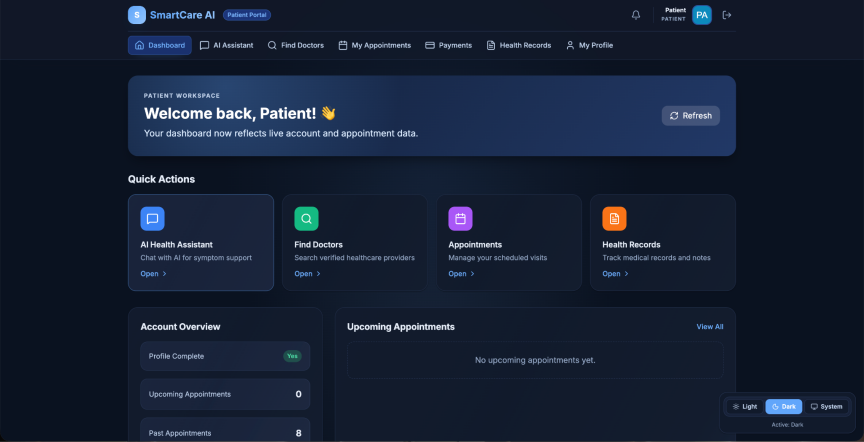 S SmartCare AI Patient Portal
Patient
PATIENT
PA
Dashboard AI Assistant Find Doctors My Appointments Payments Health Records My Profile
PATIENT WORKSPACE
Welcome back, Patient! 👋
Your dashboard now reflects live account and appointment data.
Refresh
Quick Actions
AI Health Assistant
Chat with AI for symptom support
Open >
Find Doctors
Search verified healthcare providers
Open >
Appointments
Manage your scheduled visits
Open >
Health Records
Track medical records and notes
Open >
Account Overview
Profile Complete Yes
Upcoming Appointments 0
Past Appointments 8
Upcoming Appointments View All
No upcoming appointments yet.
Light Dark System
Active: Dark